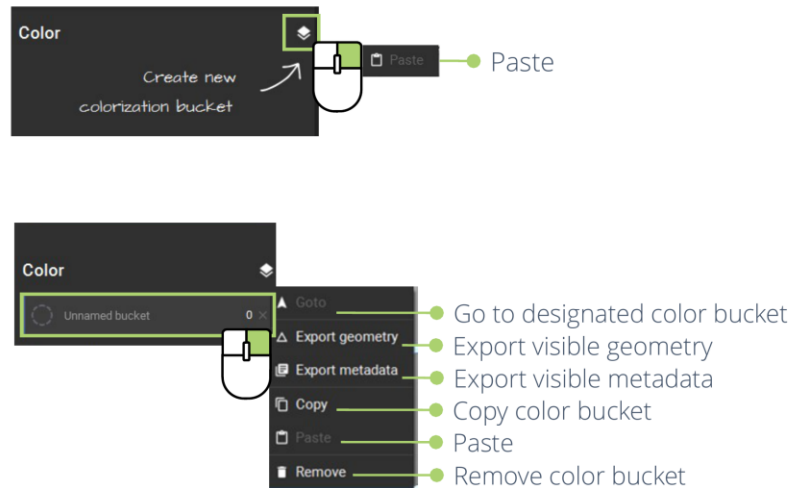 Color
Paste
Paste
Create new
colorization bucket
Color
Unnamed bucket 0
Goto
Go to designated color bucket
Export geometry
Export visible geometry
Export metadata
Export visible metadata
Copy
Copy color bucket
Paste
Paste
Remove
Remove color bucket